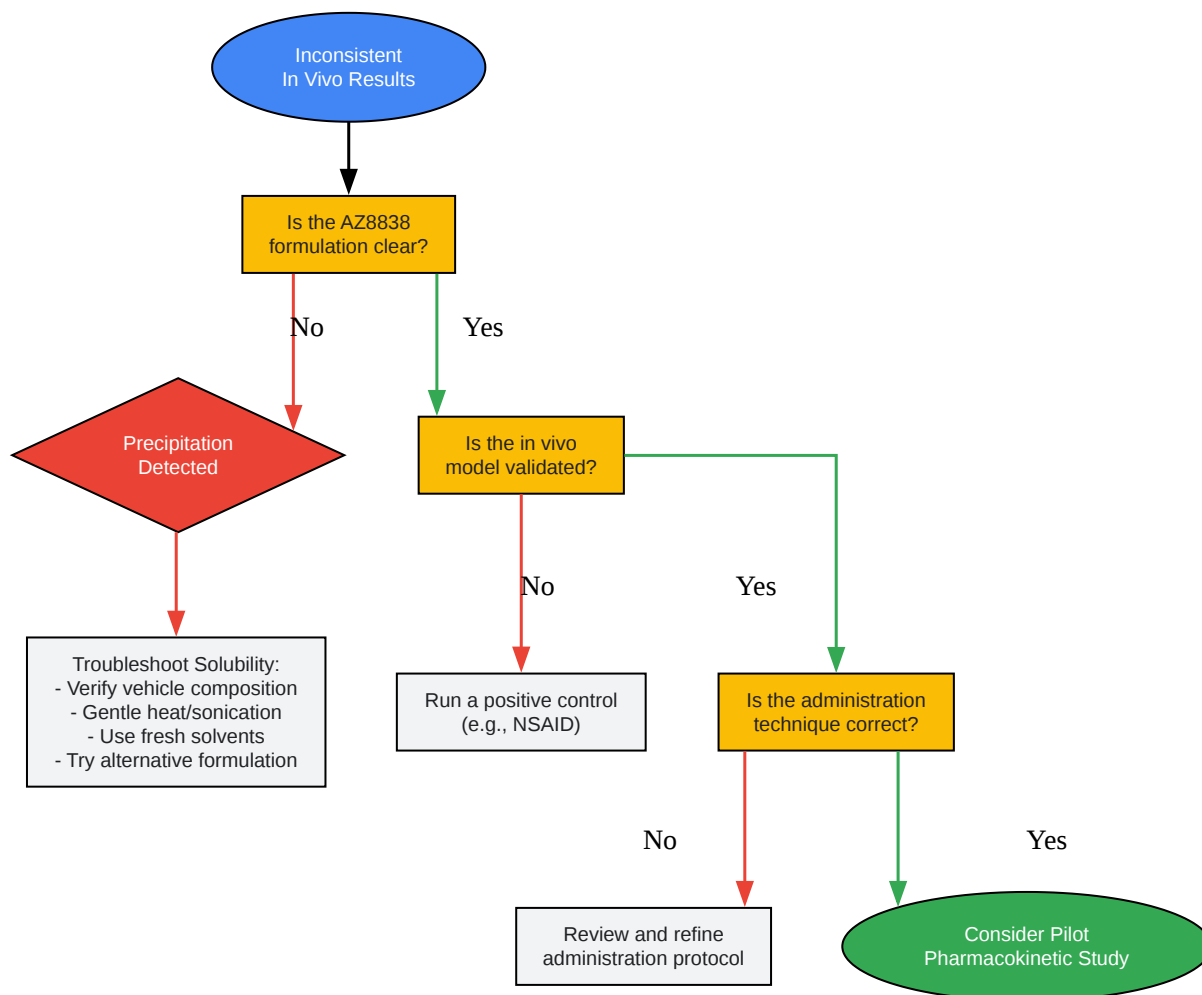 Inconsistent
In Vivo Results
Is the AZ8838
formulation clear?
No
Yes
Precipitation
Detected
Is the in vivo
model validated?
No
Yes
Troubleshoot Solubility:
- Verify vehicle composition
- Gentle heat/sonication
- Use fresh solvents
- Try alternative formulation
Run a positive control
(e.g., NSAID)
Is the administration
technique correct?
No
Yes
Review and refine
administration protocol
Consider Pilot
Pharmacokinetic Study